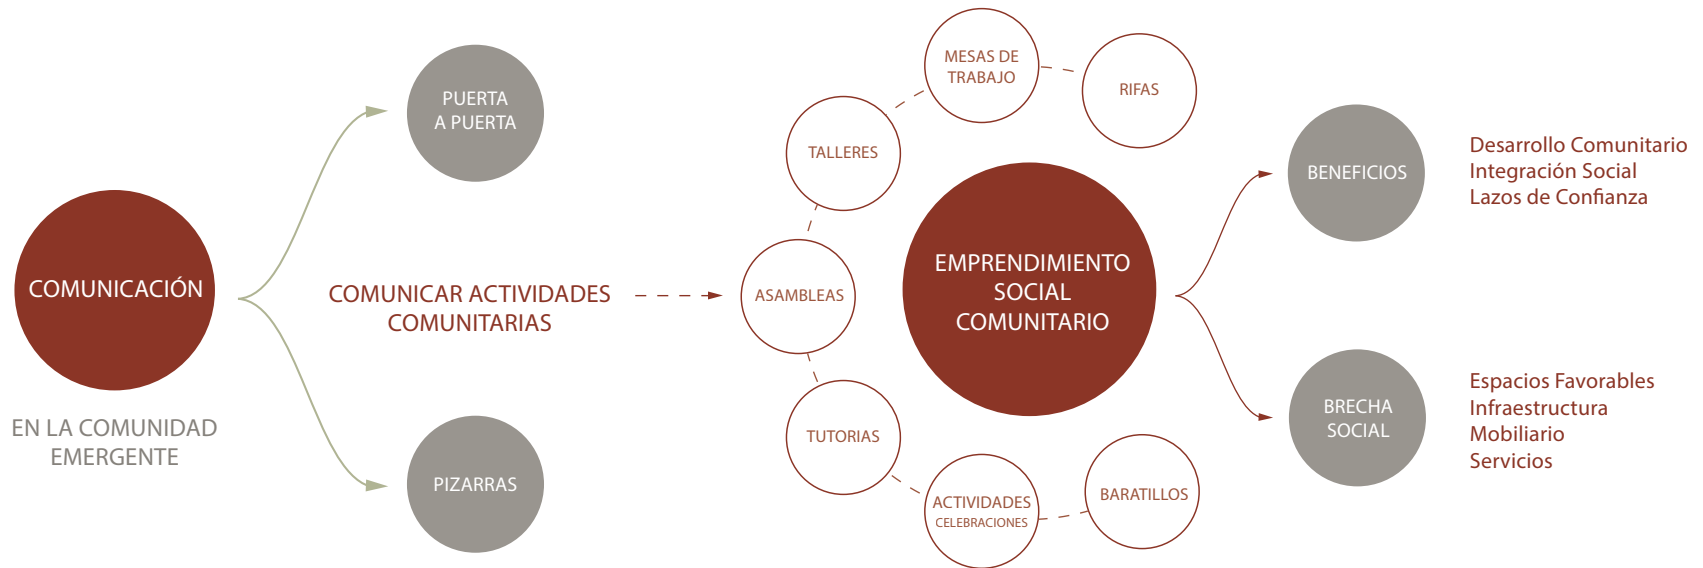 COMUNICACIÓN
EN LA COMUNIDAD
EMERGENTE
PUERTA
A PUERTA
COMUNICAR ACTIVIDADES
COMUNITARIAS
PIZARRAS
MESAS DE
TRABAJO
RIFAS
TALLERES
ASAMBLEAS
TUTORIAS
ACTIVIDADES
CELEBRACIONES
BARATILLOS
EMPRENDIMIENTO
SOCIAL
COMUNITARIO
BENEFICIOS
Desarrollo Comunitario
Integración Social
Lazos de Confianza
BRECHA
SOCIAL
Espacios Favorables
Infraestructura
Mobiliario
Servicios